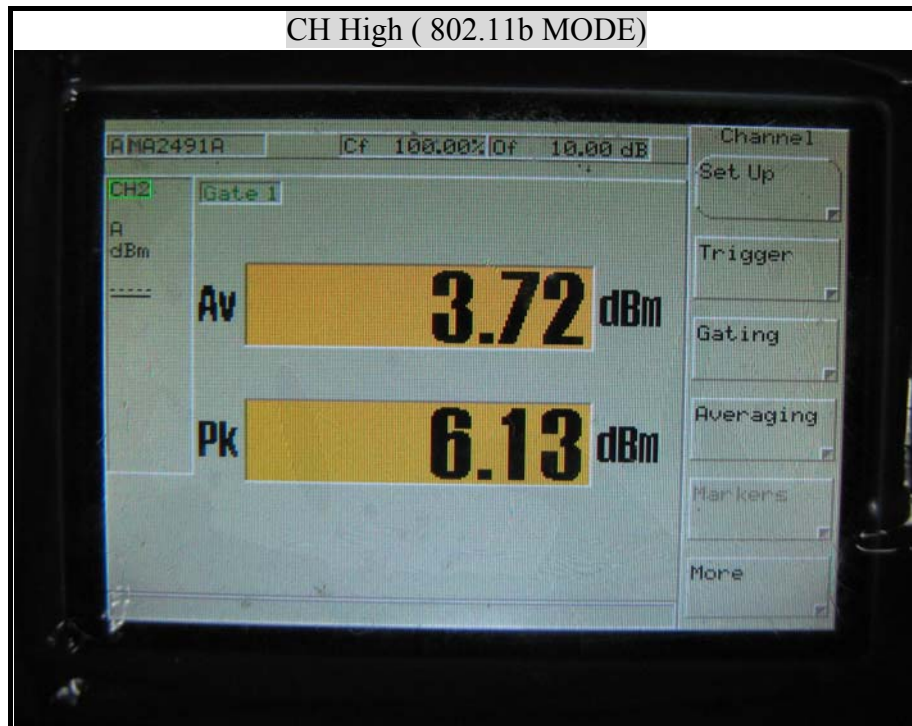 CH High ( 802.11b MODE)
A MA2491A Cf 100.00% Of 10.00 dB
CH2
A
dBm
-----
Gate 1
Av 3.72 dBm
Pk 6.13 dBm
Channel
Set Up
Trigger
Gating
Averaging
Markers
More